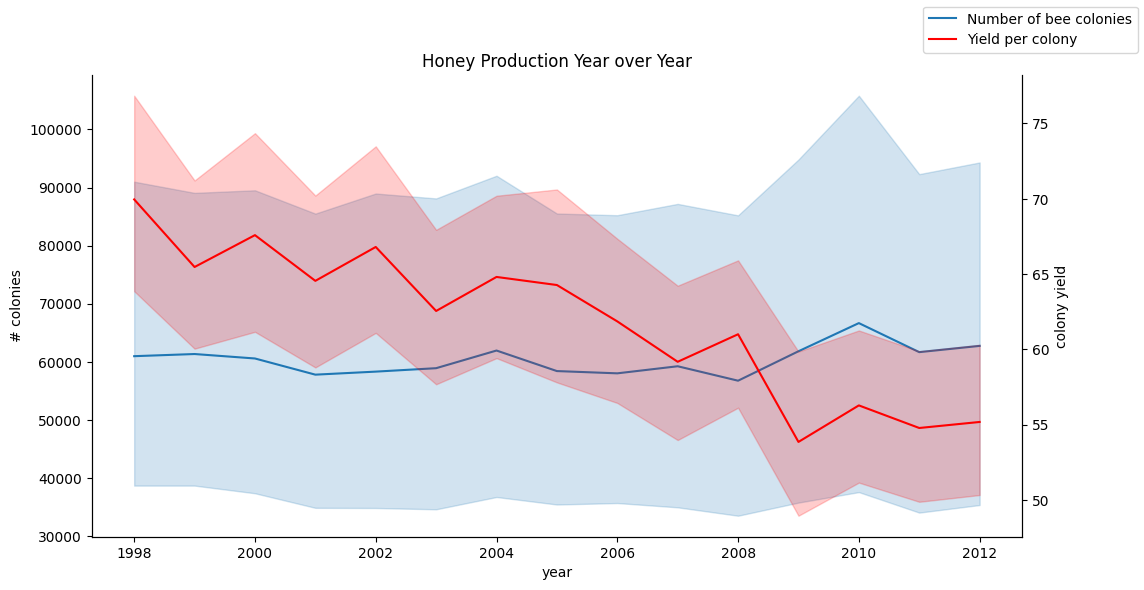 Number of bee colonies
Yield per colony
Honey Production Year over Year
100000
90000
80000
70000
60000
50000
40000
30000
# colonies
75
70
65
60
55
50
colony yield
1998 2000 2002 2004 2006 2008 2010 2012
year